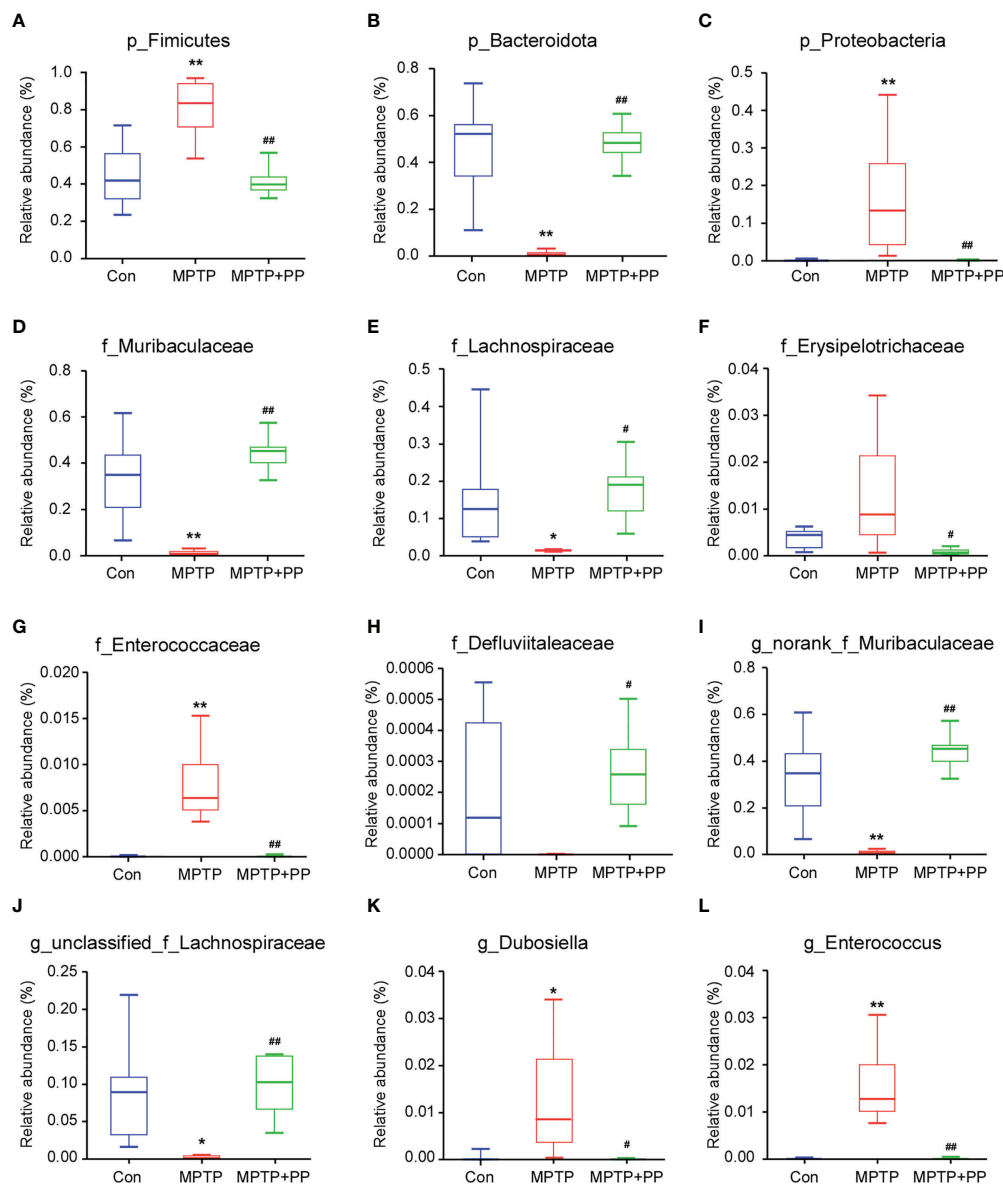 A
p_Fimicutes
Relative abundance (%)
1.0
0.8
0.6
0.4
0.2
0.0
**
##
Con MPTP MPTP+PP
B
p_Bacteroidota
Relative abundance (%)
0.8
0.6
0.4
0.2
0.0
**
##
Con MPTP MPTP+PP
C
p_Proteobacteria
Relative abundance (%)
0.5
0.4
0.3
0.2
0.1
0.0
**
##
Con MPTP MPTP+PP
D
f_Muribaculaceae
Relative abundance (%)
0.8
0.6
0.4
0.2
0.0
**
##
Con MPTP MPTP+PP
E
f_Lachnospiraceae
Relative abundance (%)
0.5
0.4
0.3
0.2
0.1
0.0
*
#
Con MPTP MPTP+PP
F
f_Erysipelotrichaceae
Relative abundance (%)
0.04
0.03
0.02
0.01
0.00
#
Con MPTP MPTP+PP
G
f_Enterococcaceae
Relative abundance (%)
0.020
0.015
0.010
0.005
0.000
**
##
Con MPTP MPTP+PP
H
f_Defluviitaleaceae
Relative abundance (%)
0.0006
0.0005
0.0004
0.0003
0.0002
0.0001
0.0000
#
Con MPTP MPTP+PP
I
g_norank_f_Muribaculaceae
Relative abundance (%)
0.8
0.6
0.4
0.2
0.0
**
##
Con MPTP MPTP+PP
J
g_unclassified_f_Lachnospiraceae
Relative abundance (%)
0.25
0.20
0.15
0.10
0.05
0.00
*
##
Con MPTP MPTP+PP
K
g_Dubosiella
Relative abundance (%)
0.04
0.03
0.02
0.01
0.00
*
#
Con MPTP MPTP+PP
L
g_Enterococcus
Relative abundance (%)
0.04
0.03
0.02
0.01
0.00
**
##
Con MPTP MPTP+PP